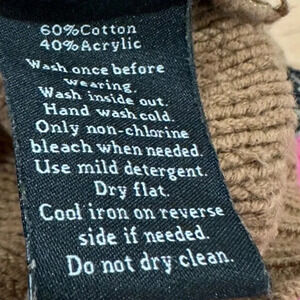 60%Cotton
40%Acrylic
Wash once before
wearing.
Wash inside out.
Hand wash cold.
Only non-chlorine
bleach when needed.
Use mild detergent.
Dry flat.
Cool iron on reverse
side if needed.
Do not dry clean.